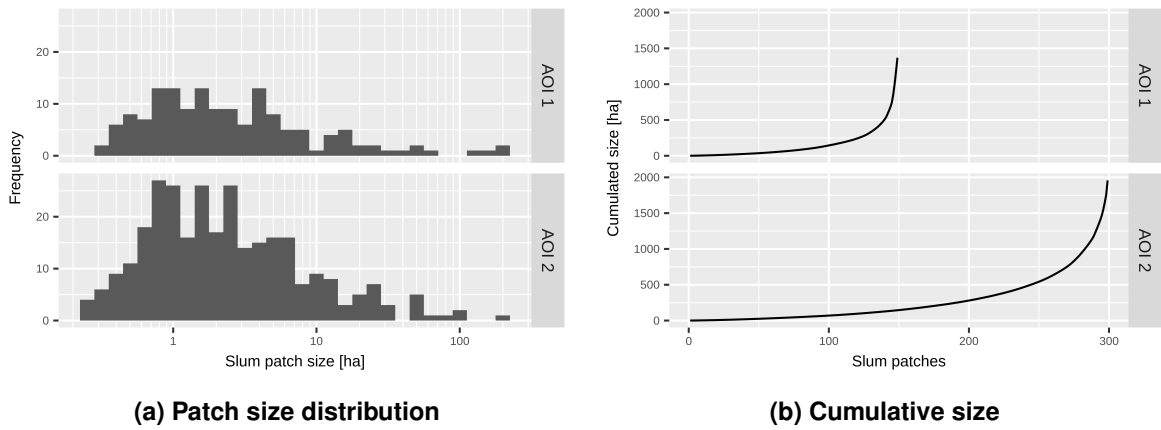 Frequency
20
10
0
AOI 1
20
10
0
AOI 2
1
10
100
Slum patch size [ha]
(a) Patch size distribution
Cumulated size [ha]
2000
1500
1000
500
0
AOI 1
2000
1500
1000
500
0
AOI 2
0
100
200
300
Slum patches
(b) Cumulative size